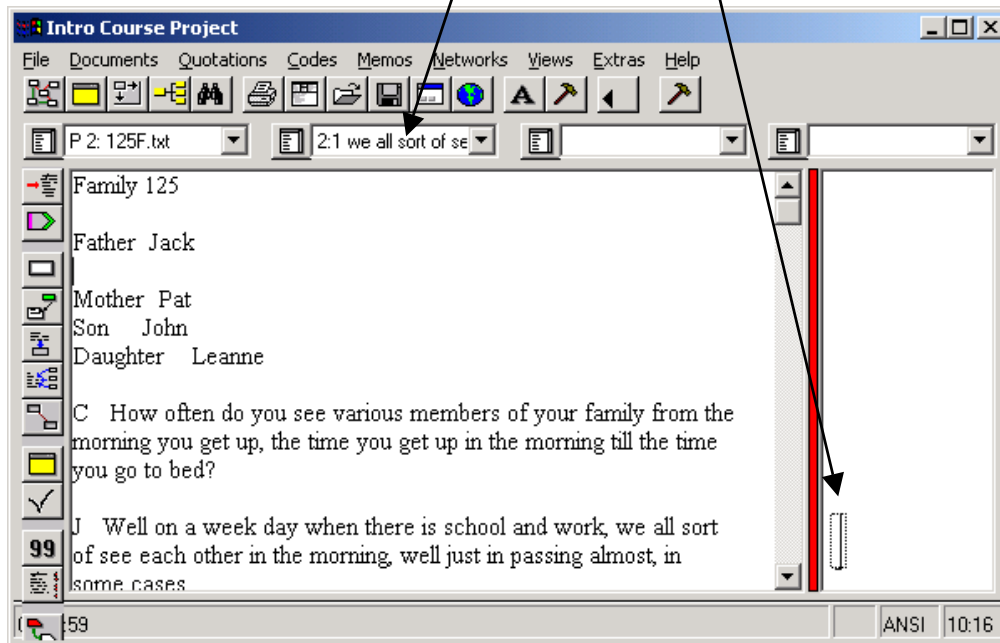 Intro Course Project
File Documents Quotations Codes Memos Networks Views Extras Help
A
P 2: 125F.txt 2:1 we all sort of se
Family 125
Father Jack
Mother Pat
Son John
Daughter Leanne
C How often do you see various members of your family from the
morning you get up, the time you get up in the morning till the time
you go to bed?
J Well on a week day when there is school and work, we all sort
of see each other in the morning, well just in passing almost, in
some cases
99
:59 ANSI 10:16